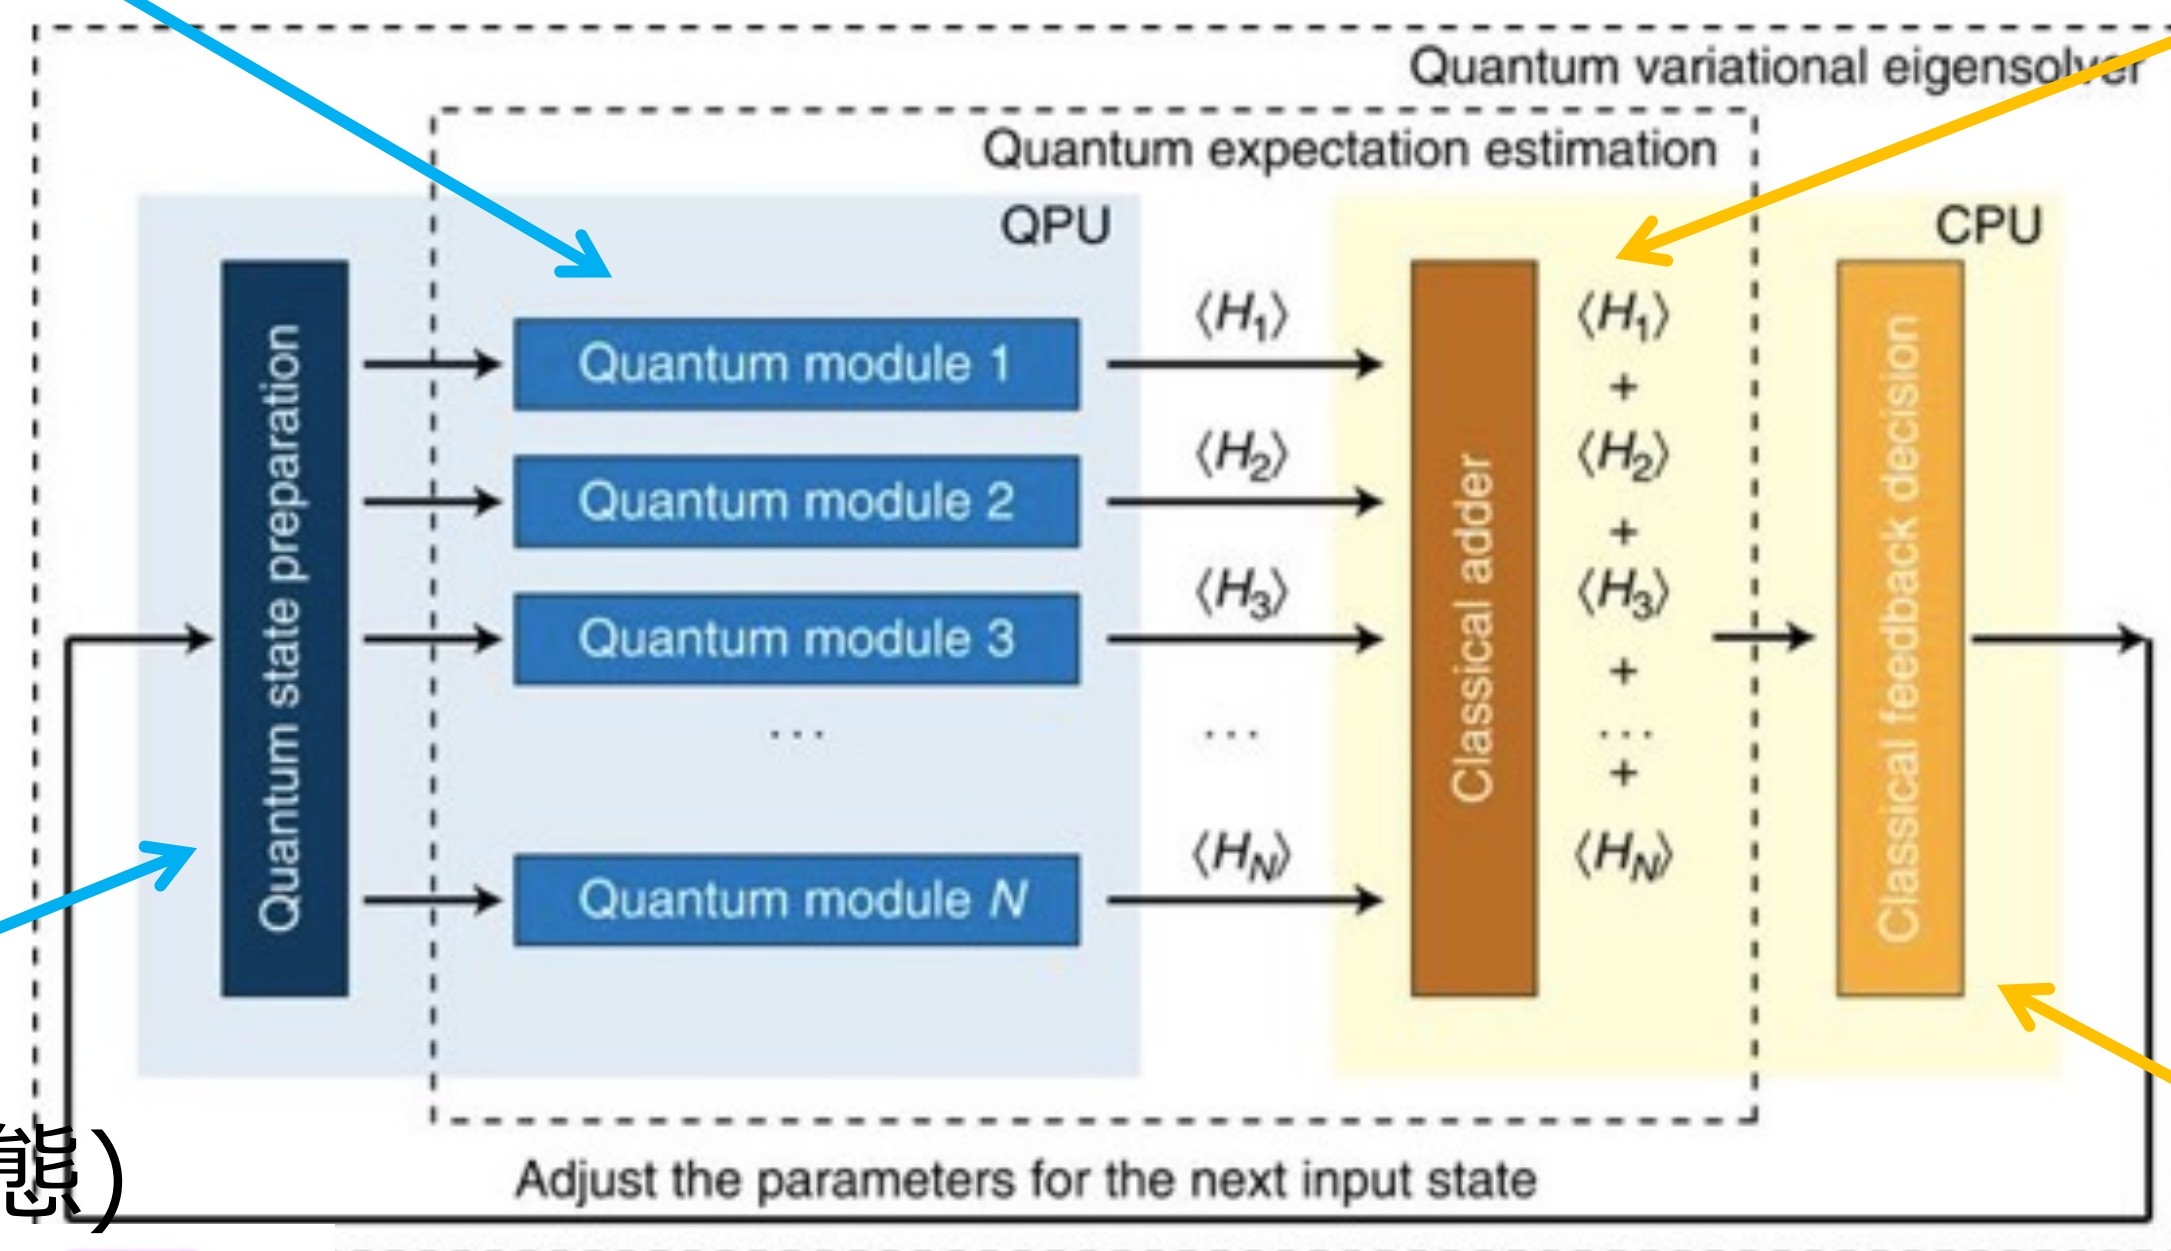 Quantum variational eigensolver
Quantum expectation estimation
QPU
CPU
Quantum state preparation
Quantum module 1
Quantum module 2
Quantum module 3
...
Quantum module N
⟨H₁⟩
⟨H₂⟩
⟨H₃⟩
...
⟨H_N⟩
Classical adder
⟨H₁⟩
+
⟨H₂⟩
+
⟨H₃⟩
+
...
+
⟨H_N⟩
Classical feedback decision
Adjust the parameters for the next input state
態)